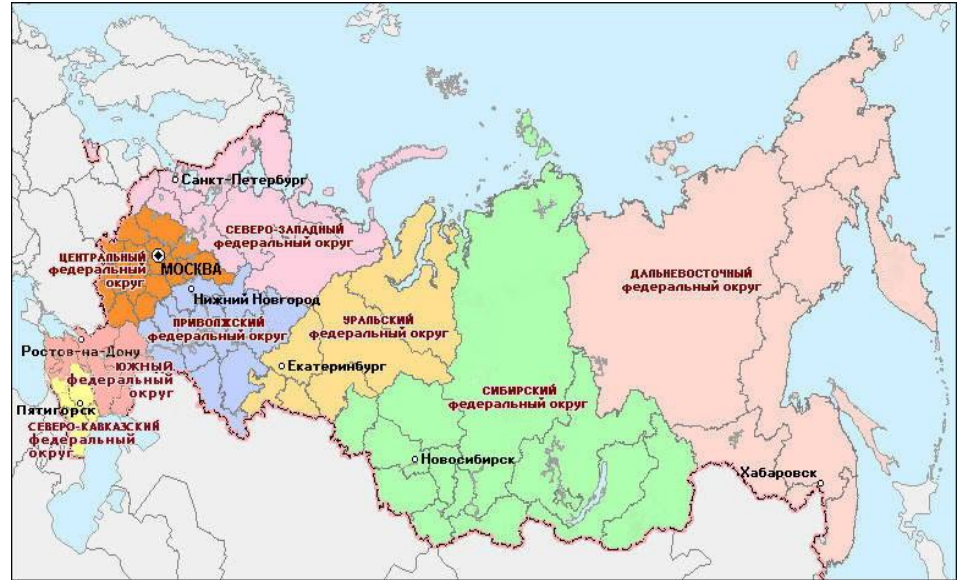 Санкт-Петербург
СЕВЕРО-ЗАПАДНЫЙ
федеральный округ
ЦЕНТРАЛЬНЫЙ
федеральный
округ
МОСКВА
Нижний Новгород
ПРИВОЛЖСКИЙ
федеральный округ
УРАЛЬСКИЙ
федеральный округ
ДАЛЬНЕВОСТОЧНЫЙ
федеральный округ
Ростов-на-Дону
ЮЖНЫЙ
федеральный
округ
Екатеринбург
Пятигорск
СЕВЕРО-КАВКАЗСКИЙ
федеральный
округ
СИБИРСКИЙ
федеральный округ
Новосибирск
Хабаровск